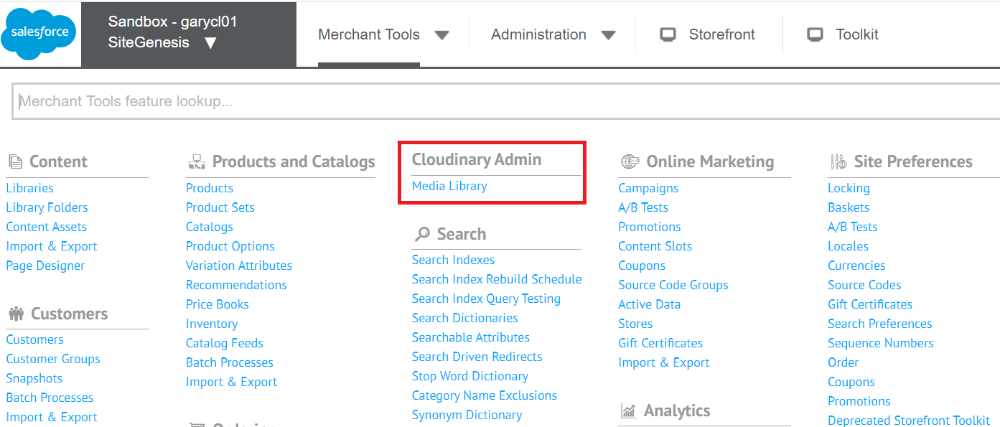 salesforce
Sandbox - garycl01
SiteGenesis ▼
Merchant Tools
Administration
Storefront
Toolkit
Merchant Tools feature lookup...
Content
Libraries
Library Folders
Content Assets
Import & Export
Page Designer
Customers
Customers
Customer Groups
Snapshots
Batch Processes
Import & Export
Products and Catalogs
Products
Product Sets
Catalogs
Product Options
Variation Attributes
Recommendations
Price Books
Inventory
Catalog Feeds
Batch Processes
Import & Export
Cloudinary Admin
Media Library
Search
Search Indexes
Search Index Rebuild Schedule
Search Index Query Testing
Search Dictionaries
Searchable Attributes
Search Driven Redirects
Stop Word Dictionary
Category Name Exclusions
Synonym Dictionary
Online Marketing
Campaigns
A/B Tests
Promotions
Content Slots
Coupons
Source Code Groups
Active Data
Stores
Gift Certificates
Import & Export
Analytics
Site Preferences
Locking
Baskets
A/B Tests
Locales
Currencies
Source Codes
Gift Certificates
Search Preferences
Sequence Numbers
Order
Coupons
Promotions
Deprecated Storefront Toolkit